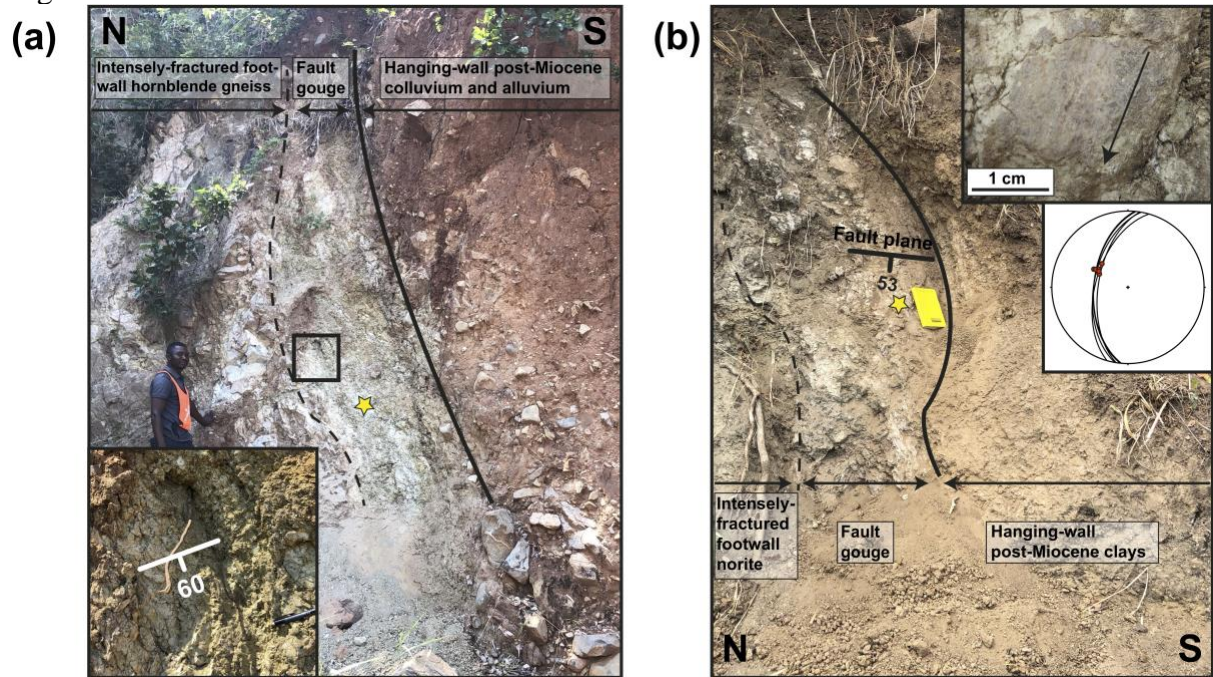 (a)
N
S
Intensely-fractured foot-
wall hornblende gneiss
Fault
gouge
Hanging-wall post-Miocene
colluvium and alluvium
60
(b)
1 cm
Fault plane
53
Intensely-
fractured
footwall
norite
Fault
gouge
Hanging-wall
post-Miocene clays
N
S